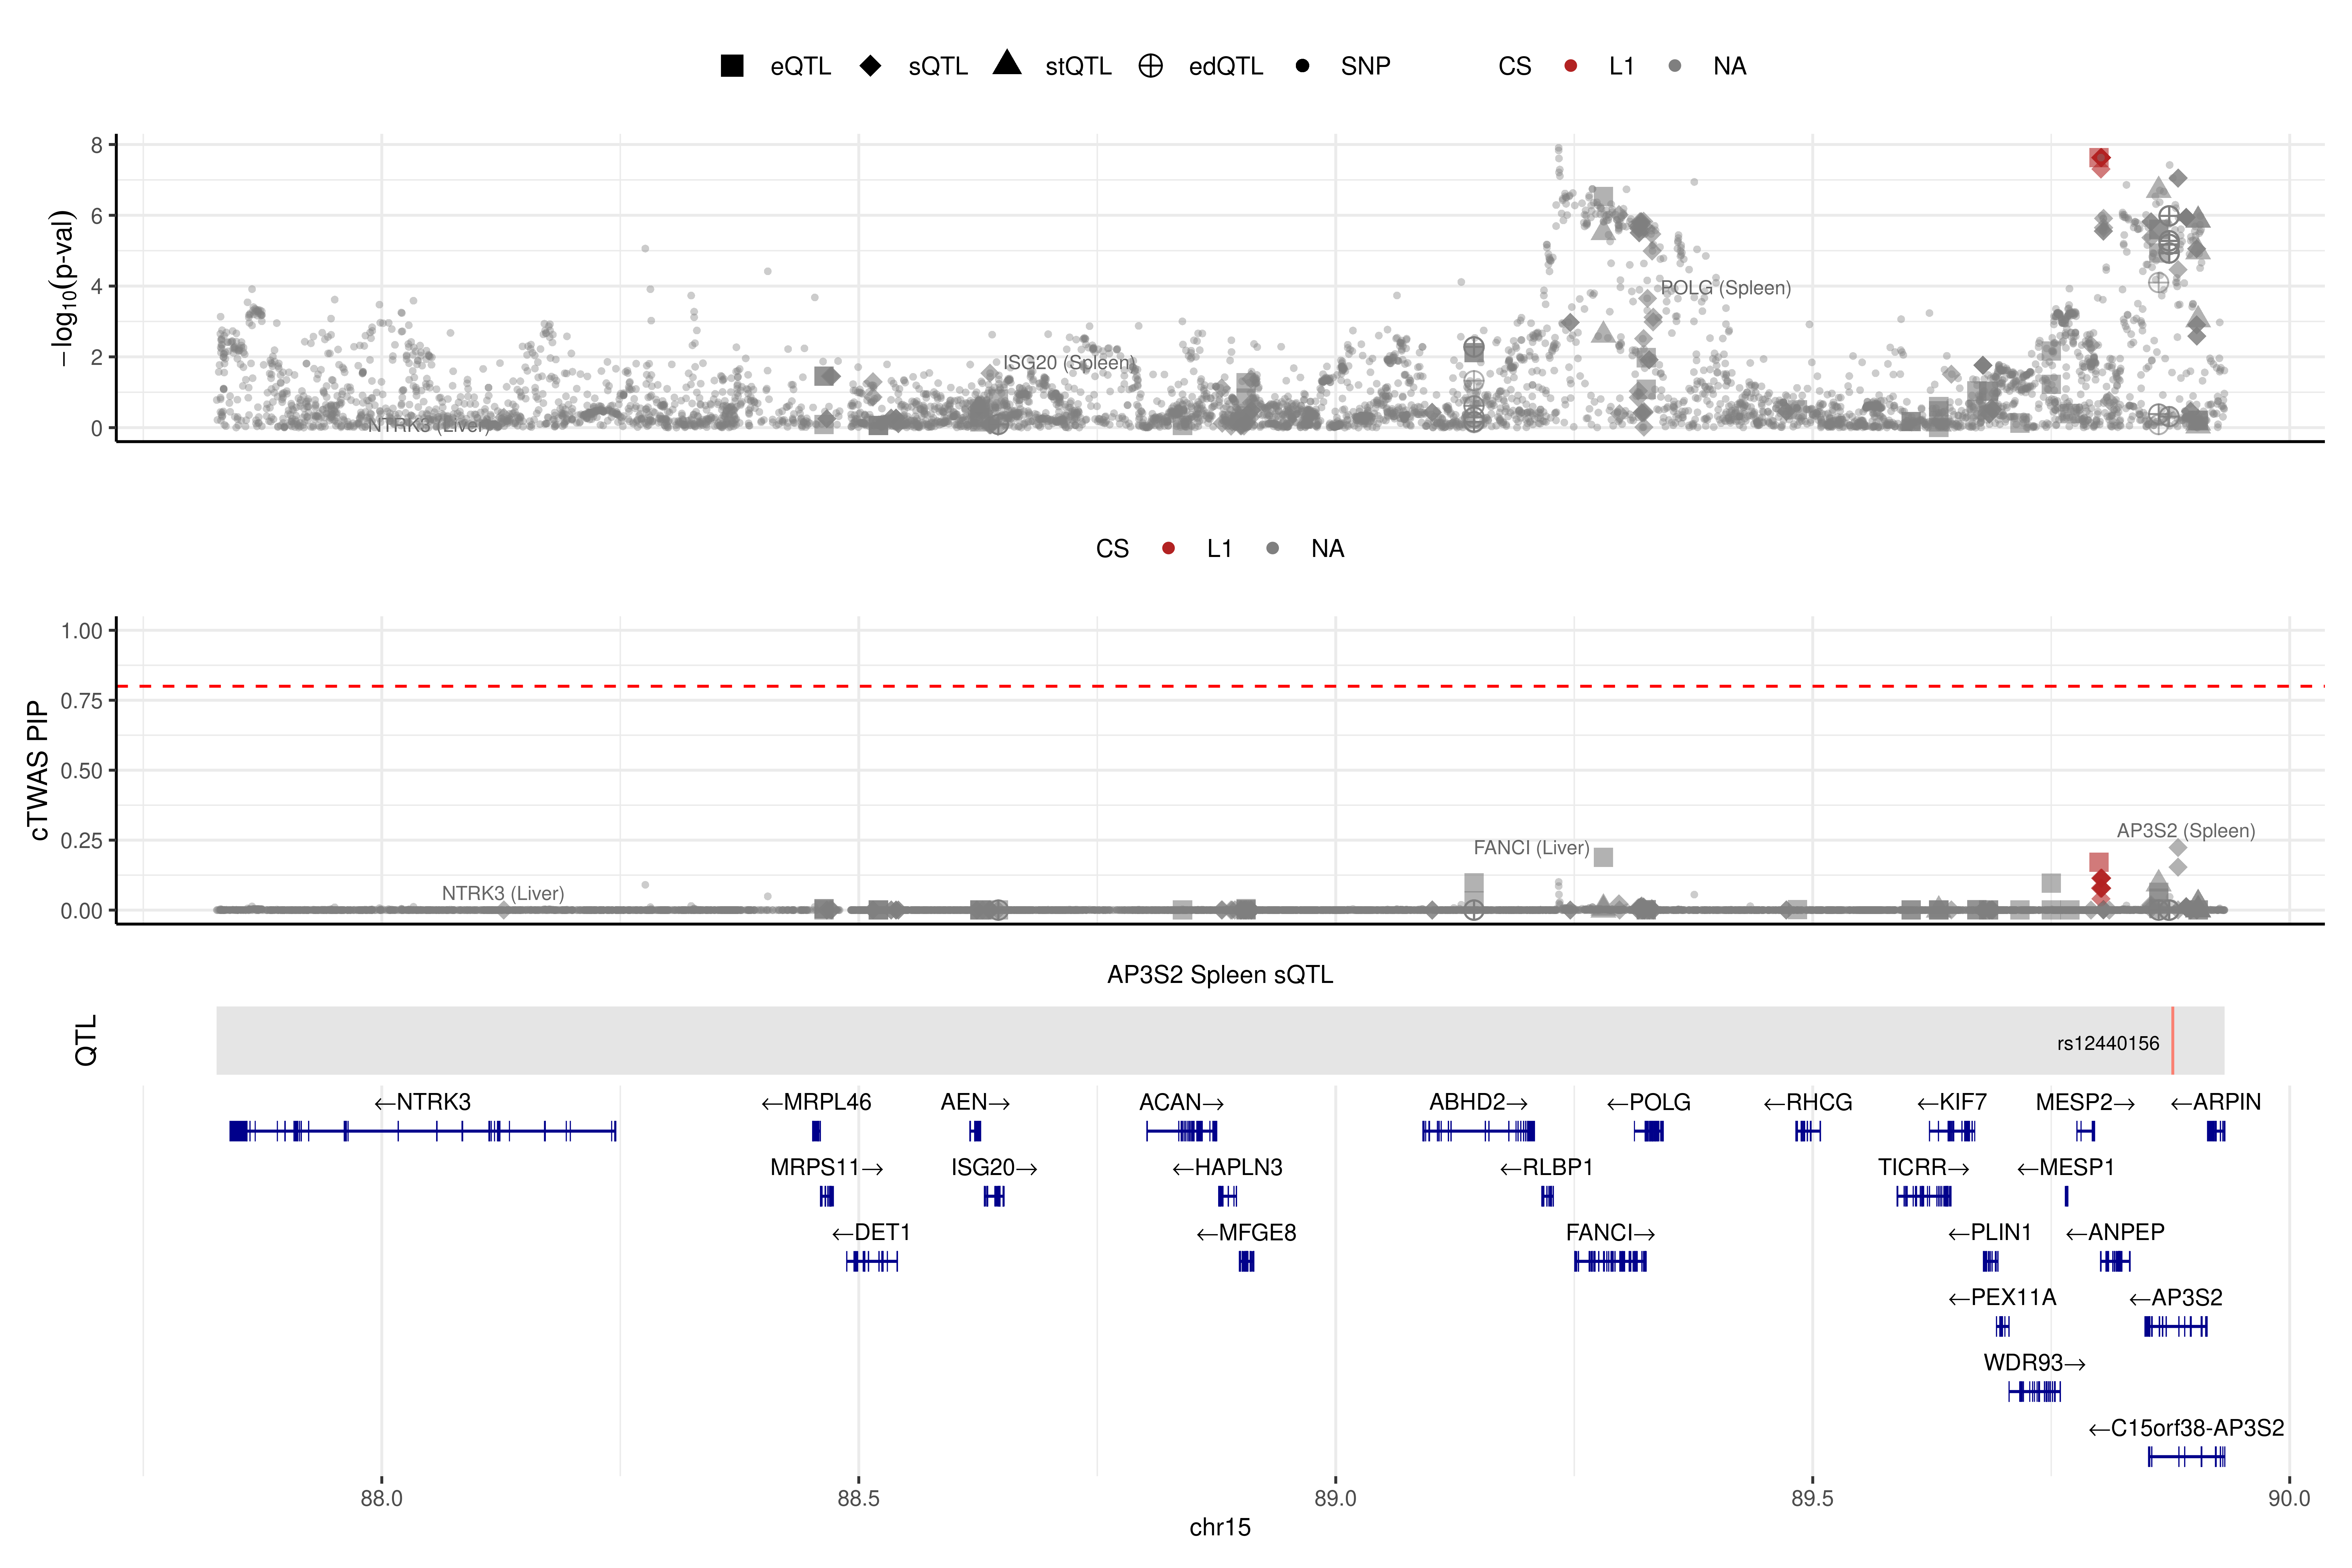 eQTL sQTL stQTL edQTL SNP CS L1 NA
−log10(p-val)
8
6
4
2
0
POLG (Spleen)
ISG20 (Spleen)
NTRK3 (Liver)
CS L1 NA
cTWAS PIP
1.00
0.75
0.50
0.25
0.00
AP3S2 (Spleen)
FANCI (Liver)
NTRK3 (Liver)
AP3S2 Spleen sQTL
QTL
rs12440156
←NTRK3 ←MRPL46 AEN→ ACAN→ ABHD2→ ←POLG ←RHCG ←KIF7 MESP2→ ←ARPIN
MRPS11→ ISG20→ ←HAPLN3 ←RLBP1 TICRR→ ←MESP1
←DET1 ←MFGE8 FANCI→ ←PLIN1 ←ANPEP
←PEX11A ←AP3S2
WDR93→
←C15orf38-AP3S2
88.0 88.5 89.0 89.5 90.0
chr15